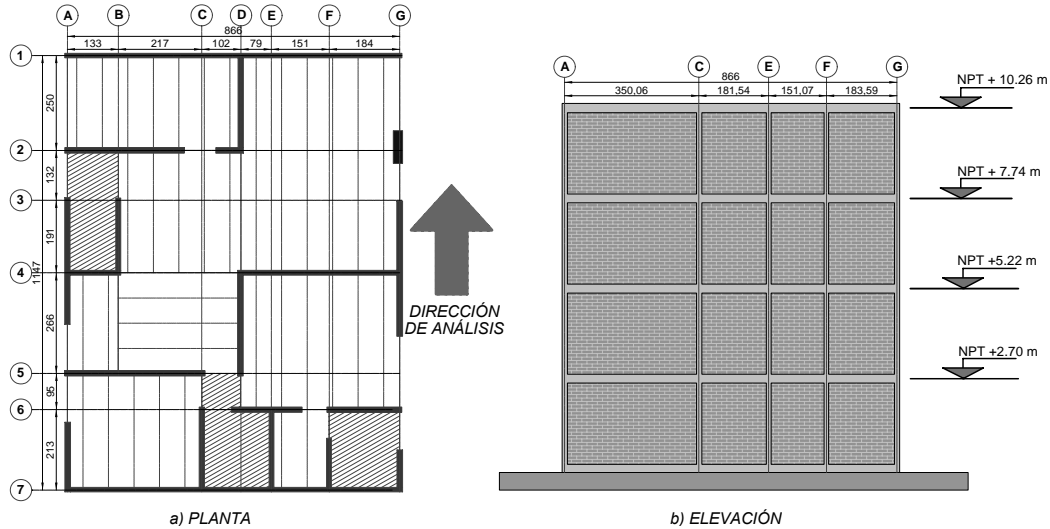 A B C D E F G
866
133 217 102 79 151 184
1
250
2
132
3
191
4
1147
266
5
95
6
213
7
DIRECCIÓN
DE ANÁLISIS
a) PLANTA
A C E F G
866
350,06 181,54 151,07 183,59
NPT + 10.26 m
NPT + 7.74 m
NPT +5.22 m
NPT +2.70 m
b) ELEVACIÓN